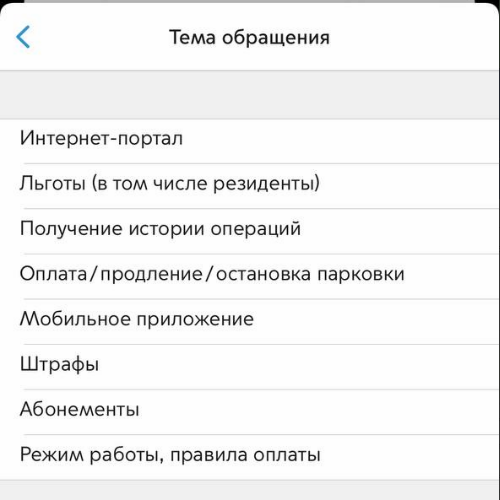 Тема обращения
Интернет-портал
Льготы (в том числе резиденты)
Получение истории операций
Оплата/продление/остановка парковки
Мобильное приложение
Штрафы
Абонементы
Режим работы, правила оплаты